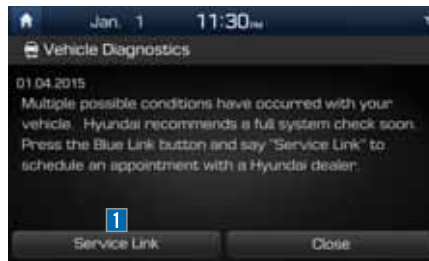 Jan. 1 11:30PM
Vehicle Diagnostics
01.04.2015
Multiple possible conditions have occurred with your
vehicle. Hyundai recommends a full system check soon.
Press the Blue Link button and say "Service Link" to
schedule an appointment with a Hyundai dealer.
1
Service Link Close